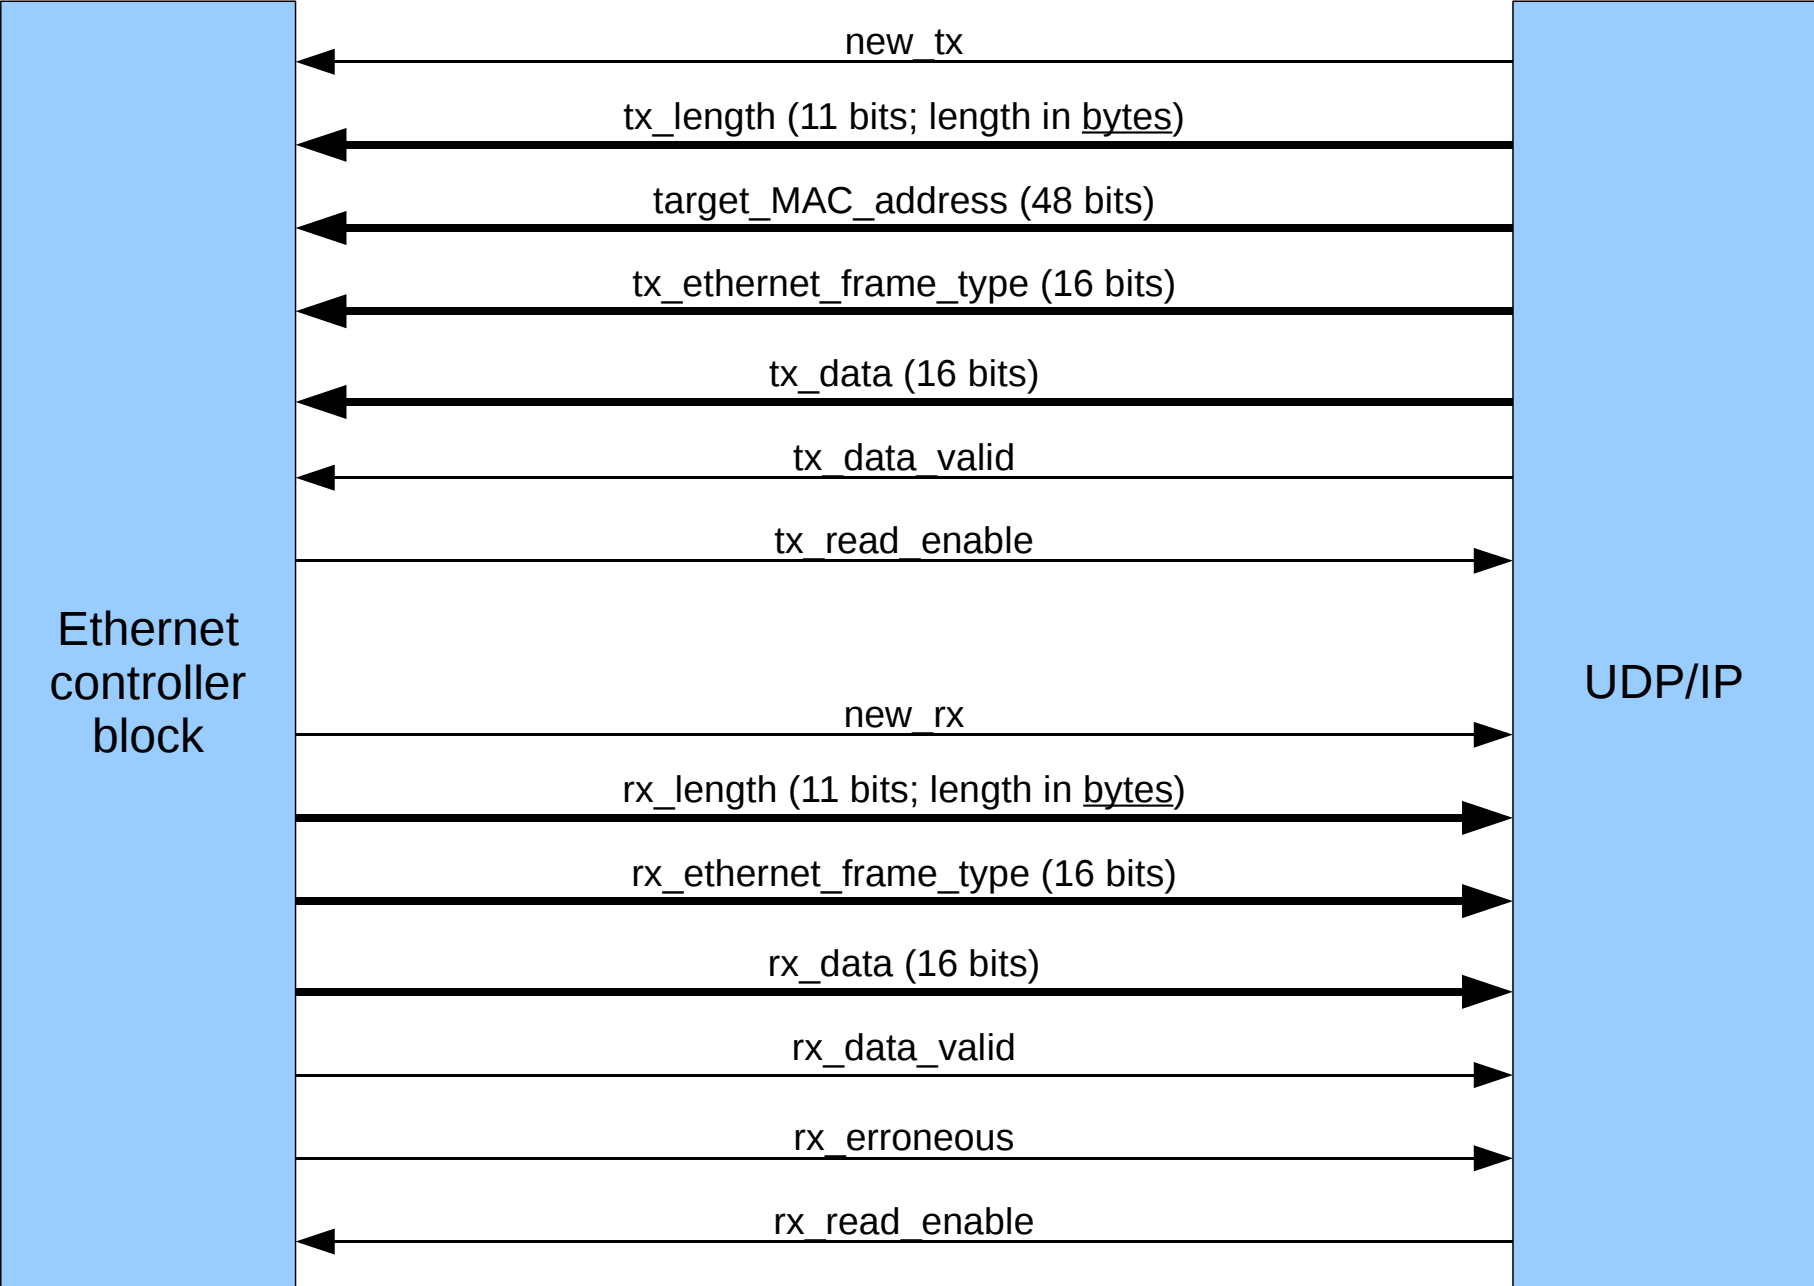 new_tx
tx_length (11 bits; length in bytes)
target_MAC_address (48 bits)
tx_ethernet_frame_type (16 bits)
tx_data (16 bits)
tx_data_valid
tx_read_enable
Ethernet
controller
block
UDP/IP
new_rx
rx_length (11 bits; length in bytes)
rx_ethernet_frame_type (16 bits)
rx_data (16 bits)
rx_data_valid
rx_erroneous
rx_read_enable